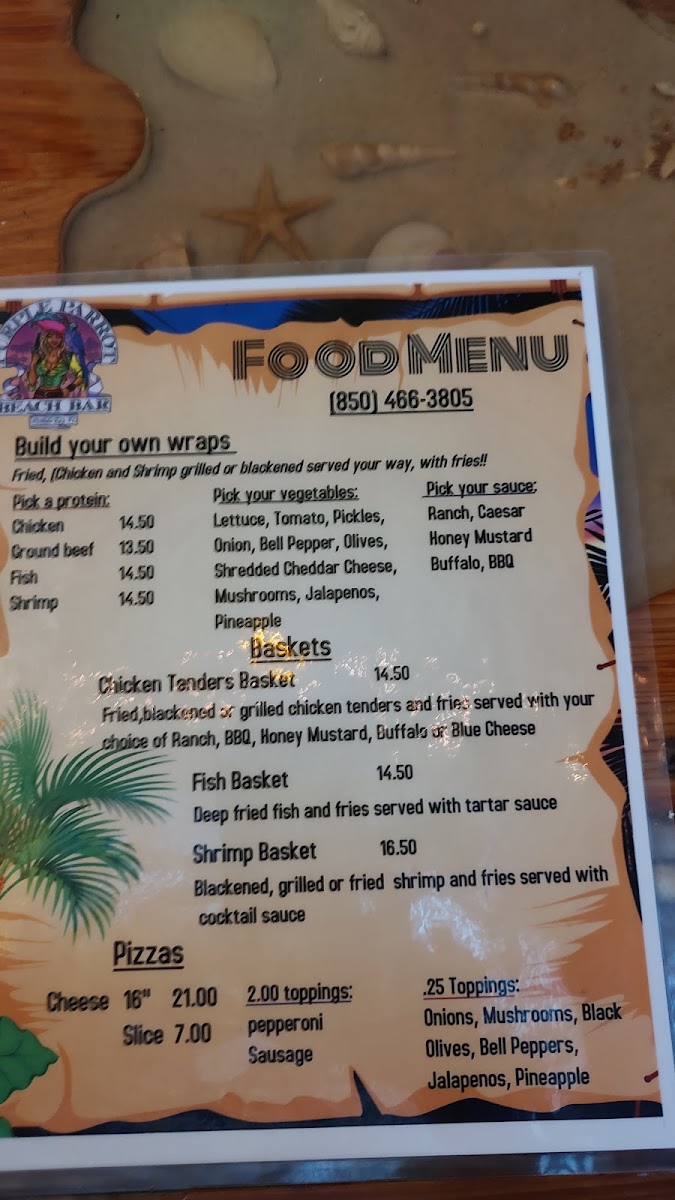 PARROT
BEACH BAR
FOOD MENU
(850) 466-3805
Build your own wraps
Fried, (Chicken and Shrimp grilled or blackened served your way, with fries!!
Pick a protein:
Chicken 14.50
Ground beef 13.50
Fish 14.50
Shrimp 14.50
Pick your vegetables:
Lettuce, Tomato, Pickles,
Onion, Bell Pepper, Olives,
Shredded Cheddar Cheese,
Mushrooms, Jalapenos,
Pineapple
Pick your sauce:
Ranch, Caesar
Honey Mustard
Buffalo, BBQ
Baskets
Chicken Tenders Basket 14.50
Fried,blackened or grilled chicken tenders and fries served with your
choice of Ranch, BBQ, Honey Mustard, Buffalo or Blue Cheese
Fish Basket 14.50
Deep fried fish and fries served with tartar sauce
Shrimp Basket 16.50
Blackened, grilled or fried shrimp and fries served with
cocktail sauce
Pizzas
Cheese 16" 21.00
Slice 7.00
2.00 toppings:
pepperoni
Sausage
.25 Toppings:
Onions, Mushrooms, Black
Olives, Bell Peppers,
Jalapenos, Pineapple